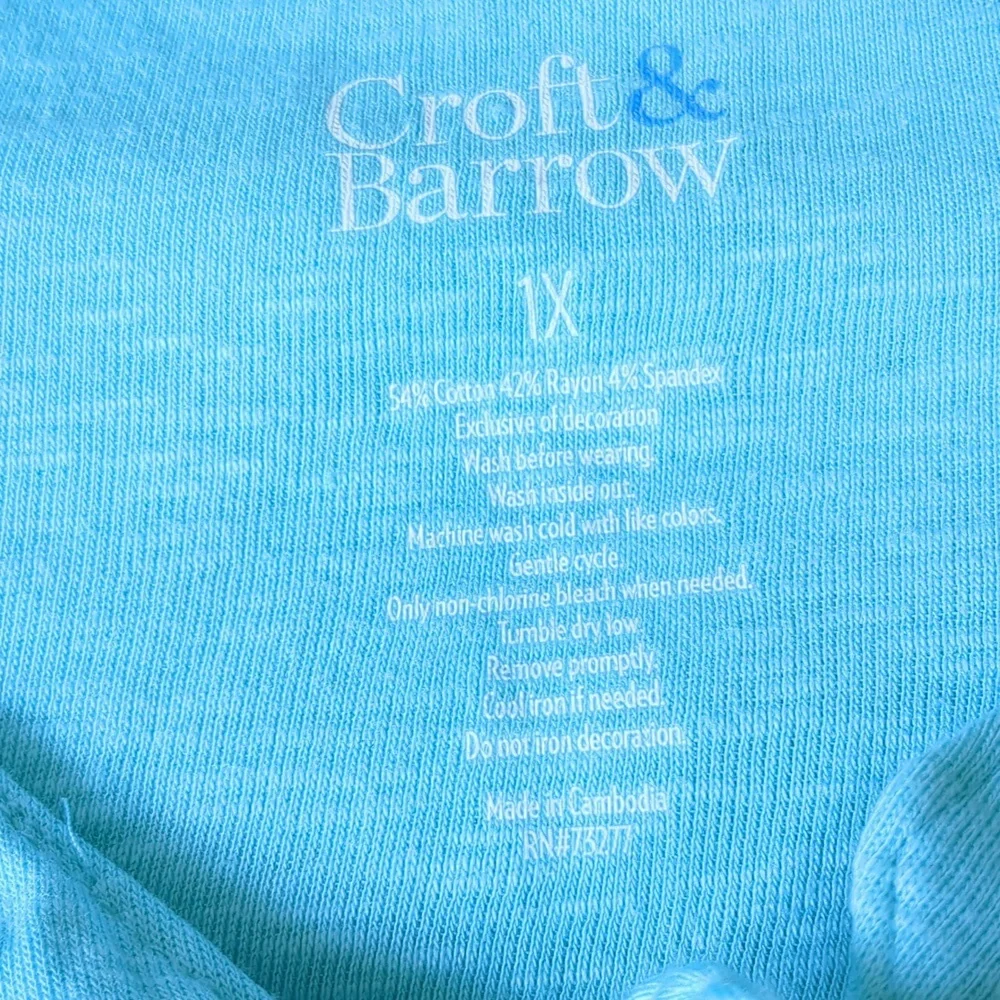 Croft &
Barrow
1X
54% Cotton 42% Rayon 4% Spandex
Exclusive of decoration
Wash before wearing.
Wash inside out.
Machine wash cold with like colors.
Gentle cycle.
Only non-chlorine bleach when needed.
Tumble dry low.
Remove promptly.
Cool iron if needed.
Do not iron decoration.
Made in Cambodia
RN#73277